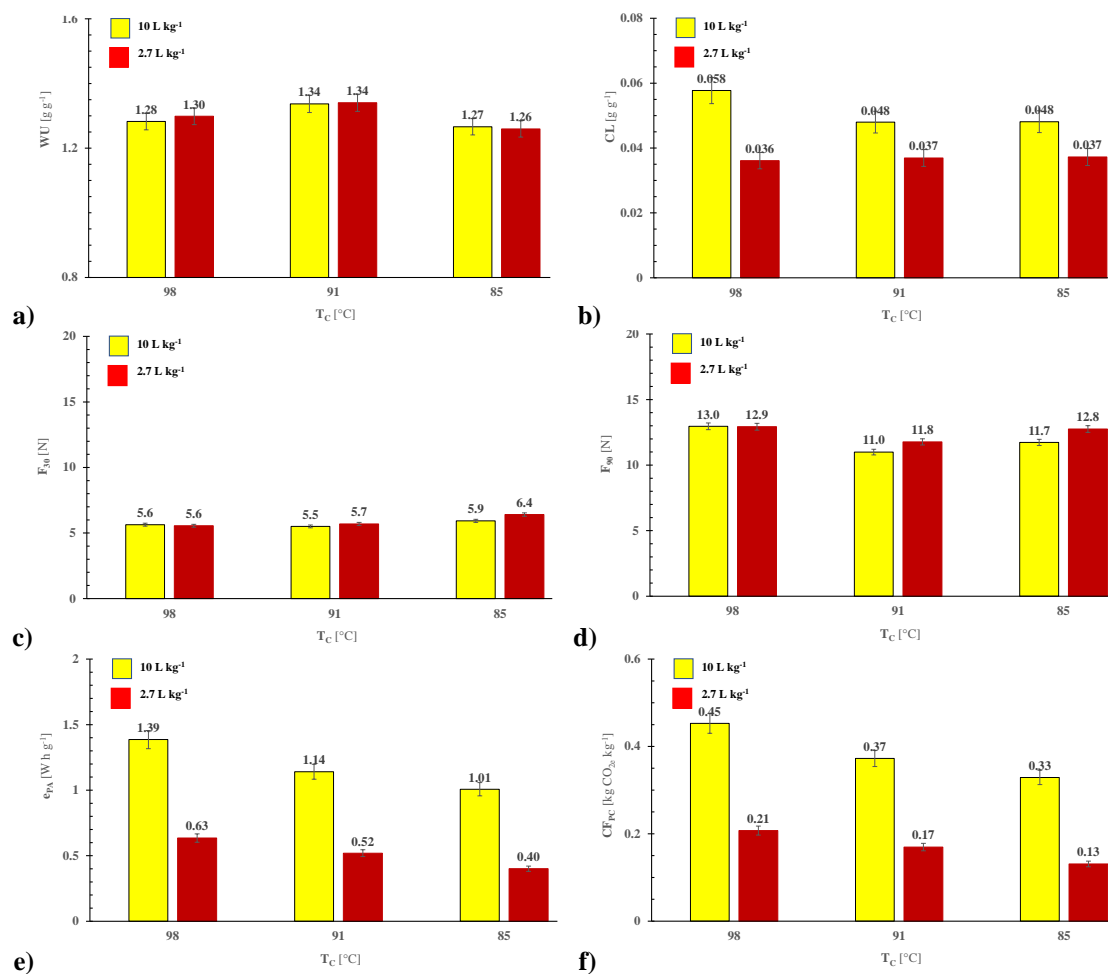 1.6
1.2
0.8
WU [g g⁻¹]
10 L kg⁻¹
2.7 L kg⁻¹
1.28
1.30
1.34
1.34
1.27
1.26
98
91
85
T_C [°C]
a)
0.08
0.06
0.04
0.02
0
CL [g g⁻¹]
10 L kg⁻¹
2.7 L kg⁻¹
0.058
0.036
0.048
0.037
0.048
0.037
98
91
85
T_C [°C]
b)
20
15
10
5
0
F₃₀ [N]
10 L kg⁻¹
2.7 L kg⁻¹
5.6
5.6
5.5
5.7
5.9
6.4
98
91
85
T_C [°C]
c)
20
15
10
5
0
F₉₀ [N]
10 L kg⁻¹
2.7 L kg⁻¹
13.0
12.9
11.0
11.8
11.7
12.8
98
91
85
T_C [°C]
d)
2
1.5
1
0.5
0
e_PA [W h g⁻¹]
10 L kg⁻¹
2.7 L kg⁻¹
1.39
0.63
1.14
0.52
1.01
0.40
98
91
85
T_C [°C]
e)
0.6
0.4
0.2
0
CF_PC [kg CO₂ₑ kg⁻¹]
10 L kg⁻¹
2.7 L kg⁻¹
0.45
0.21
0.37
0.17
0.33
0.13
98
91
85
T_C [°C]
f)